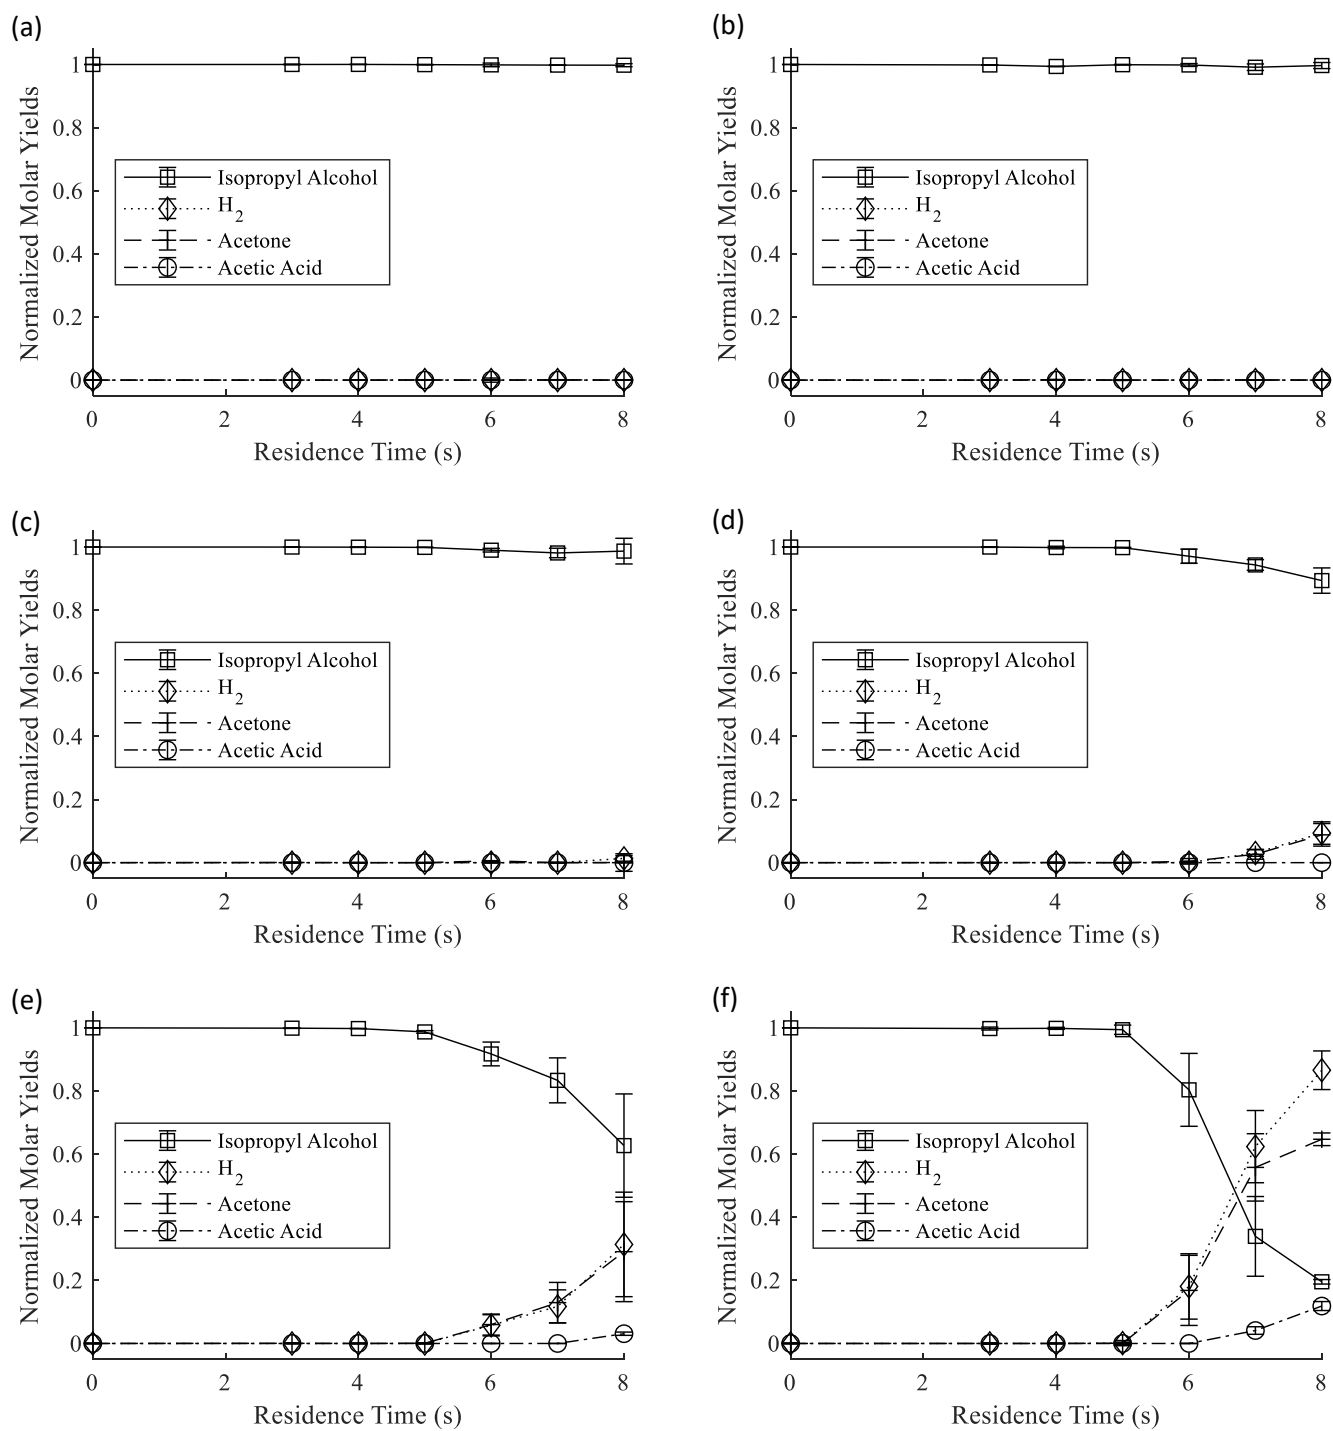 (a)
Normalized Molar Yields
1
0.8
0.6
0.4
0.2
0
Isopropyl Alcohol
H2
Acetone
Acetic Acid
0 2 4 6 8
Residence Time (s)
(b)
Normalized Molar Yields
1
0.8
0.6
0.4
0.2
0
Isopropyl Alcohol
H2
Acetone
Acetic Acid
0 2 4 6 8
Residence Time (s)
(c)
Normalized Molar Yields
1
0.8
0.6
0.4
0.2
0
Isopropyl Alcohol
H2
Acetone
Acetic Acid
0 2 4 6 8
Residence Time (s)
(d)
Normalized Molar Yields
1
0.8
0.6
0.4
0.2
0
Isopropyl Alcohol
H2
Acetone
Acetic Acid
0 2 4 6 8
Residence Time (s)
(e)
Normalized Molar Yields
1
0.8
0.6
0.4
0.2
0
Isopropyl Alcohol
H2
Acetone
Acetic Acid
0 2 4 6 8
Residence Time (s)
(f)
Normalized Molar Yields
1
0.8
0.6
0.4
0.2
0
Isopropyl Alcohol
H2
Acetone
Acetic Acid
0 2 4 6 8
Residence Time (s)